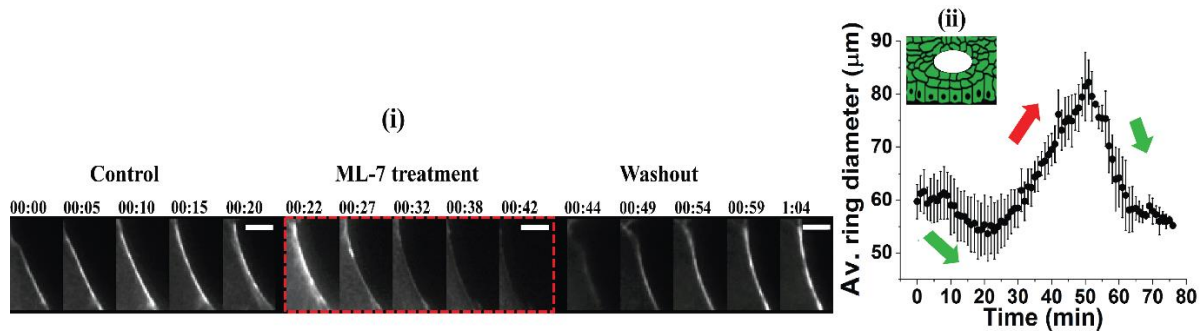 (i)
Control ML-7 treatment Washout
00:00 00:05 00:10 00:15 00:20 00:22 00:27 00:32 00:38 00:42 00:44 00:49 00:54 00:59 1:04
(ii)
Av. ring diameter (μm)
90
80
70
60
50
0 10 20 30 40 50 60 70 80
Time (min)